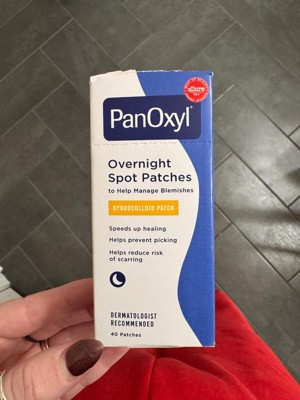 allure
PanOxyl®
Overnight
Spot Patches
to Help Manage Blemishes
HYDROCOLLOID PATCH
Speeds up healing
Helps prevent picking
Helps reduce risk
of scarring
DERMATOLOGIST
RECOMMENDED
40 Patches